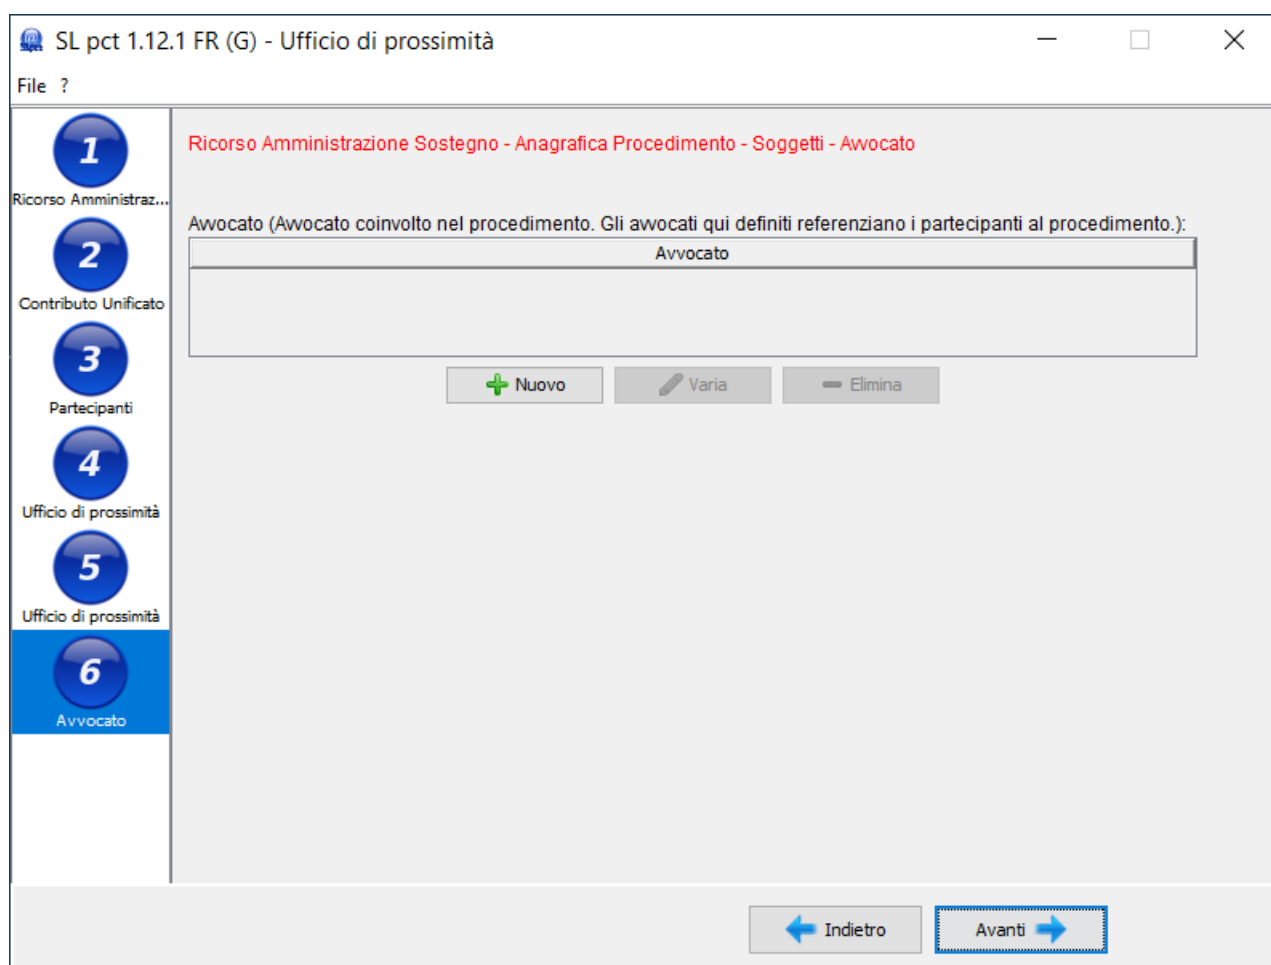 SL pct 1.12.1 FR (G) - Ufficio di prossimità
File ?
1
Ricorso Amministraz...
2
Contributo Unificato
3
Partecipanti
4
Ufficio di prossimità
5
Ufficio di prossimità
6
Avvocato
Ricorso Amministrazione Sostegno - Anagrafica Procedimento - Soggetti - Avvocato
Avvocato (Avvocato coinvolto nel procedimento. Gli avvocati qui definiti referenziano i partecipanti al procedimento.):
Avvocato
Nuovo Varia Elimina
Indietro Avanti